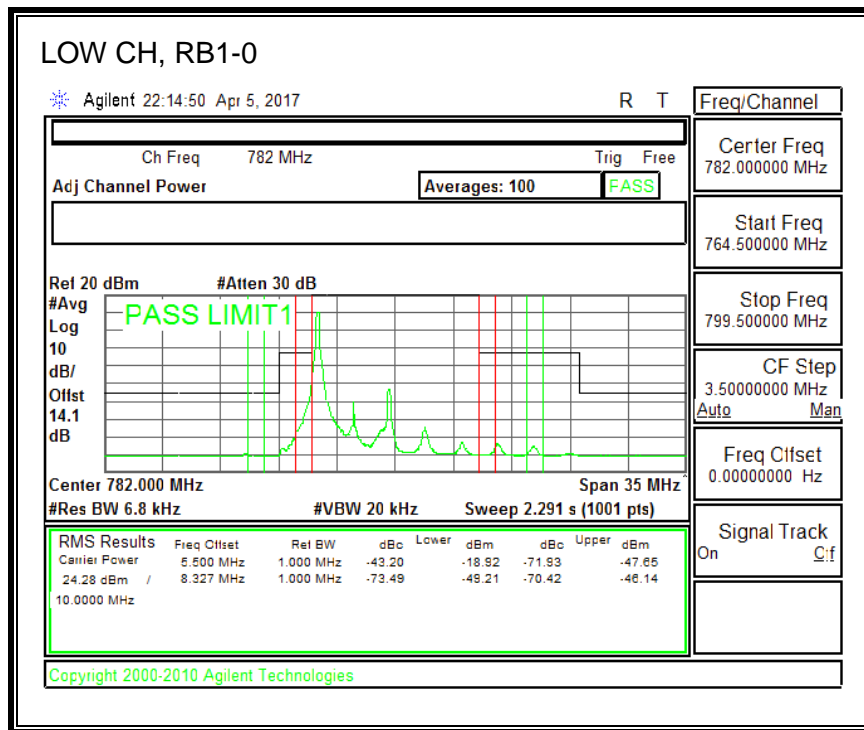 LOW CH, RB1-0
Agilent 22:14:50 Apr 5, 2017 R T
Freq/Channel
Ch Freq 782 MHz Trig Free
Adj Channel Power Averages: 100 PASS
Center Freq
782.000000 MHz
Start Freq
764.500000 MHz
Stop Freq
799.500000 MHz
CF Step
3.50000000 MHz
Auto Man
Freq Offset
0.00000000 Hz
Signal Track
On Off
Ref 20 dBm #Atten 30 dB
#Avg
Log
10
dB/
Offst
14.1
dB
PASS LIMIT1
Center 782.000 MHz Span 35 MHz
#Res BW 6.8 kHz #VBW 20 kHz Sweep 2.291 s (1001 pts)
RMS Results Freq Offset Ref BW dBc Lower dBm dBc Upper dBm
Carrier Power 5.500 MHz 1.000 MHz -43.20 -18.92 -71.93 -47.65
24.28 dBm / 8.327 MHz 1.000 MHz -73.49 -49.21 -70.42 -46.14
10.0000 MHz
Copyright 2000-2010 Agilent Technologies